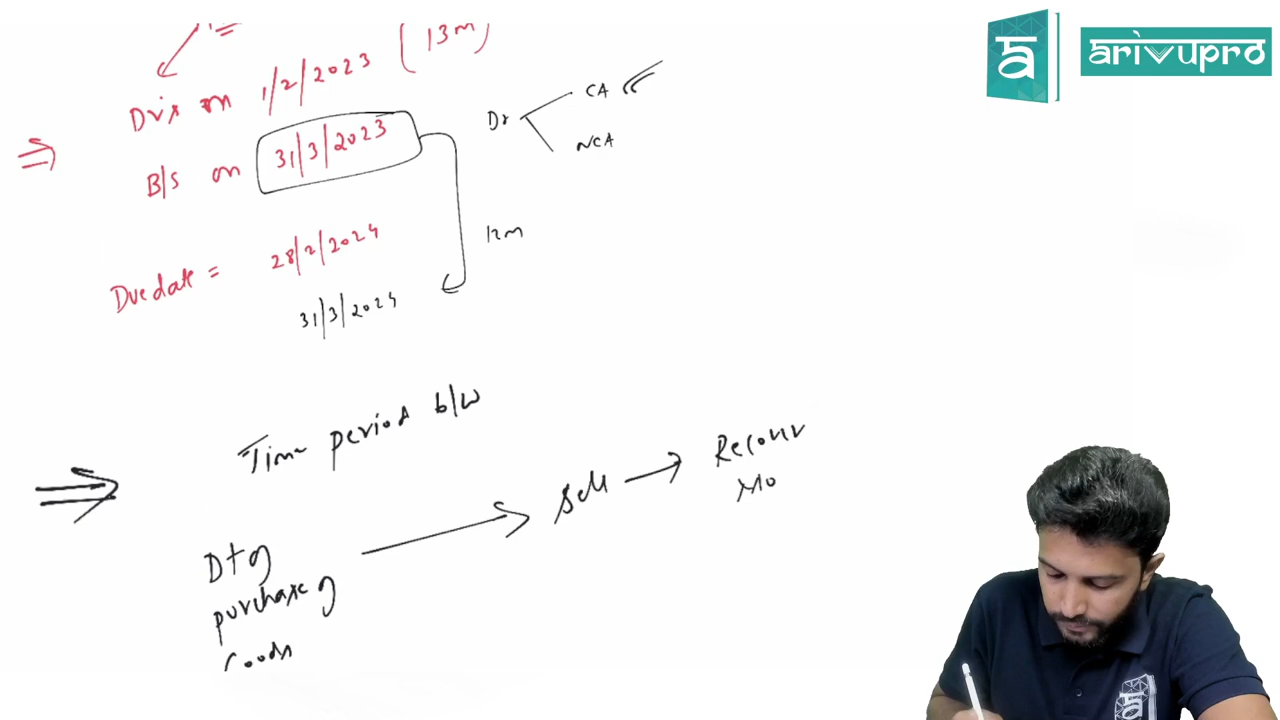 arivupro
Dr's on 1/2/2023 (13m)
B/S on 31/3/2023
Dr
CA
NCA
12m
Due date = 28/2/2024
31/3/2024
Time period b/w
Dt of
purchase of
Goods
Sell
Recover
Mo